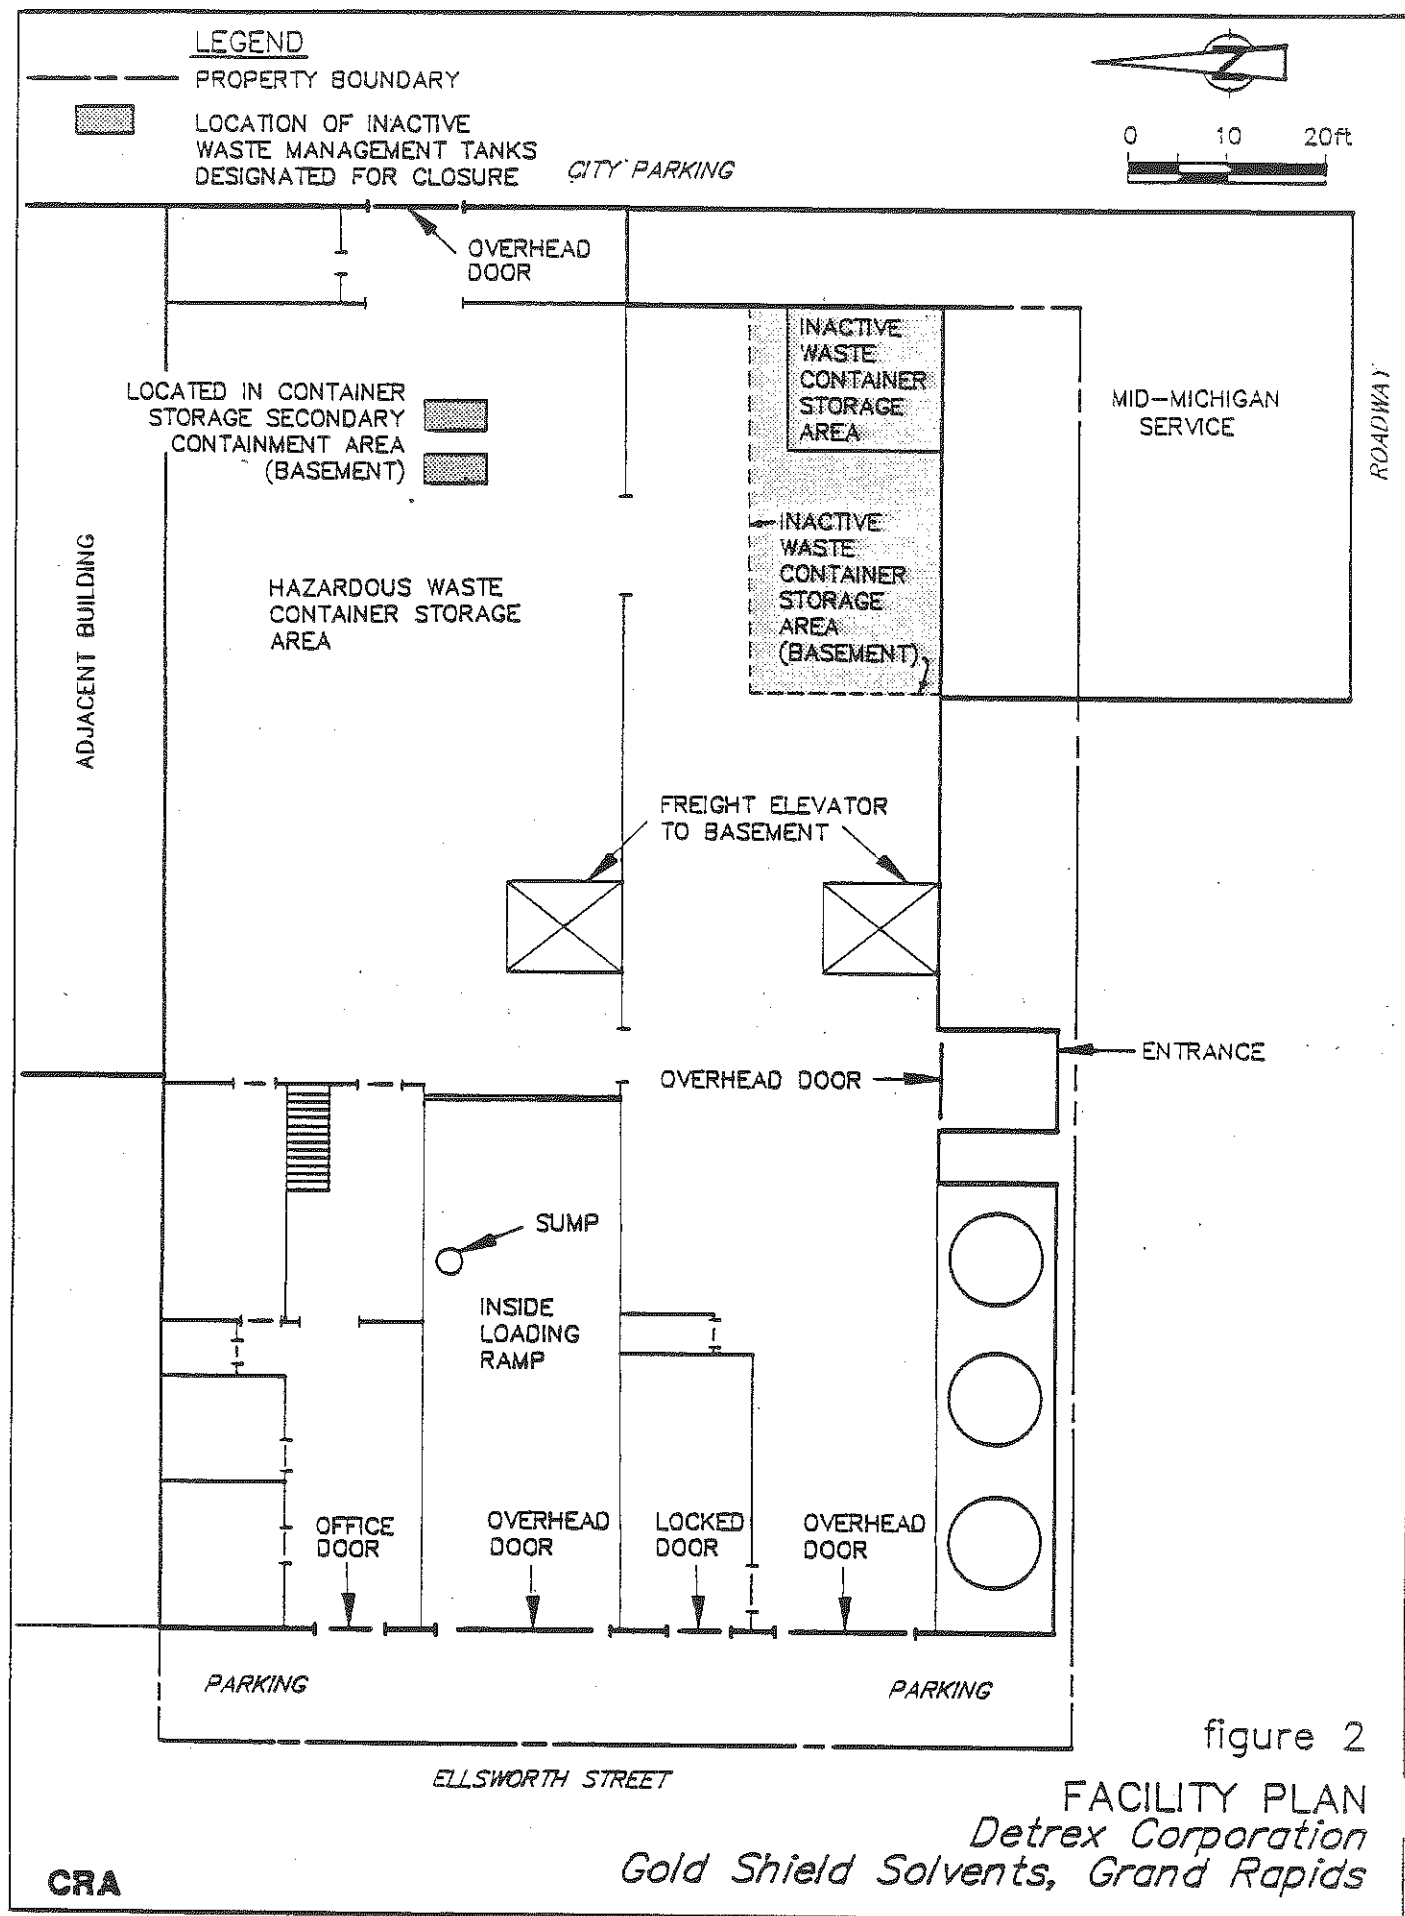 LEGEND
PROPERTY BOUNDARY
LOCATION OF INACTIVE
WASTE MANAGEMENT TANKS
DESIGNATED FOR CLOSURE
CITY PARKING
Z
0 10 20ft
OVERHEAD
DOOR
INACTIVE
WASTE
CONTAINER
STORAGE
AREA
LOCATED IN CONTAINER
STORAGE SECONDARY
CONTAINMENT AREA
(BASEMENT)
MID-MICHIGAN
SERVICE
ROADWAY
INACTIVE
WASTE
CONTAINER
STORAGE
AREA
(BASEMENT)
ADJACENT BUILDING
HAZARDOUS WASTE
CONTAINER STORAGE
AREA
FREIGHT ELEVATOR
TO BASEMENT
ENTRANCE
OVERHEAD DOOR
SUMP
INSIDE
LOADING
RAMP
OFFICE
DOOR
OVERHEAD
DOOR
LOCKED
DOOR
OVERHEAD
DOOR
PARKING
PARKING
ELLSWORTH STREET
figure 2
FACILITY PLAN
Detrex Corporation
Gold Shield Solvents, Grand Rapids
CRA